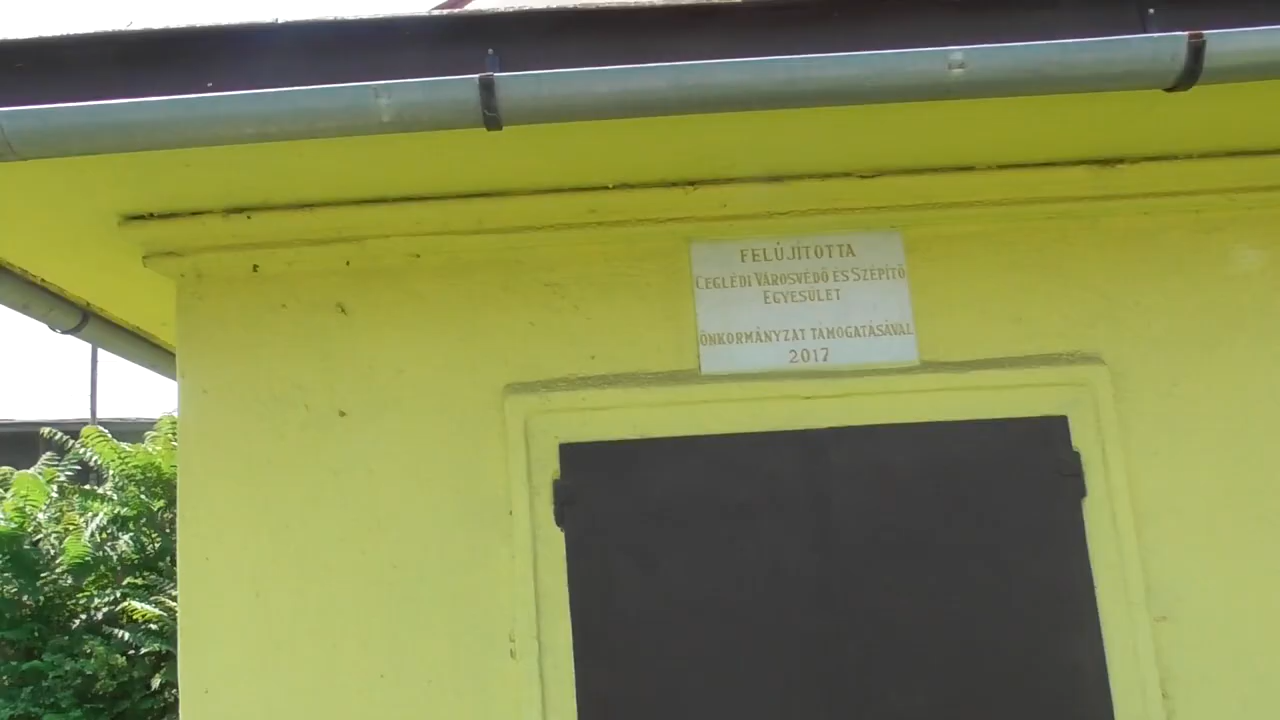 FELÚJÍTOTTA
CEGLÉDI VÁROSVÉDŐ ÉS SZÉPÍTŐ
EGYESÜLET
ÖNKORMÁNYZAT TÁMOGATÁSÁVAL
2017